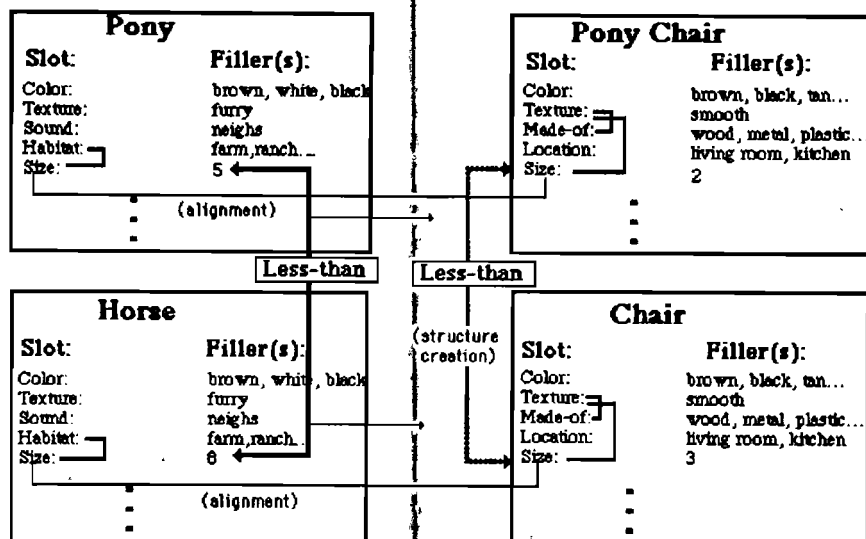 Pony
Slot: Filler(s):
Color: brown, white, black
Texture: furry
Sound: neighs
Habitat: farm,ranch...
Size: 5
(alignment)
Pony Chair
Slot: Filler(s):
Color: brown, black, tan...
Texture: smooth
Made-of: wood, metal, plastic...
Location: living room, kitchen
Size: 2
Less-than
Less-than
(structure
creation)
Horse
Slot: Filler(s):
Color: brown, white, black
Texture: furry
Sound: neighs
Habitat: farm,ranch...
Size: 8
(alignment)
Chair
Slot: Filler(s):
Color: brown, black, tan...
Texture: smooth
Made-of: wood, metal, plastic...
Location: living room, kitchen
Size: 3